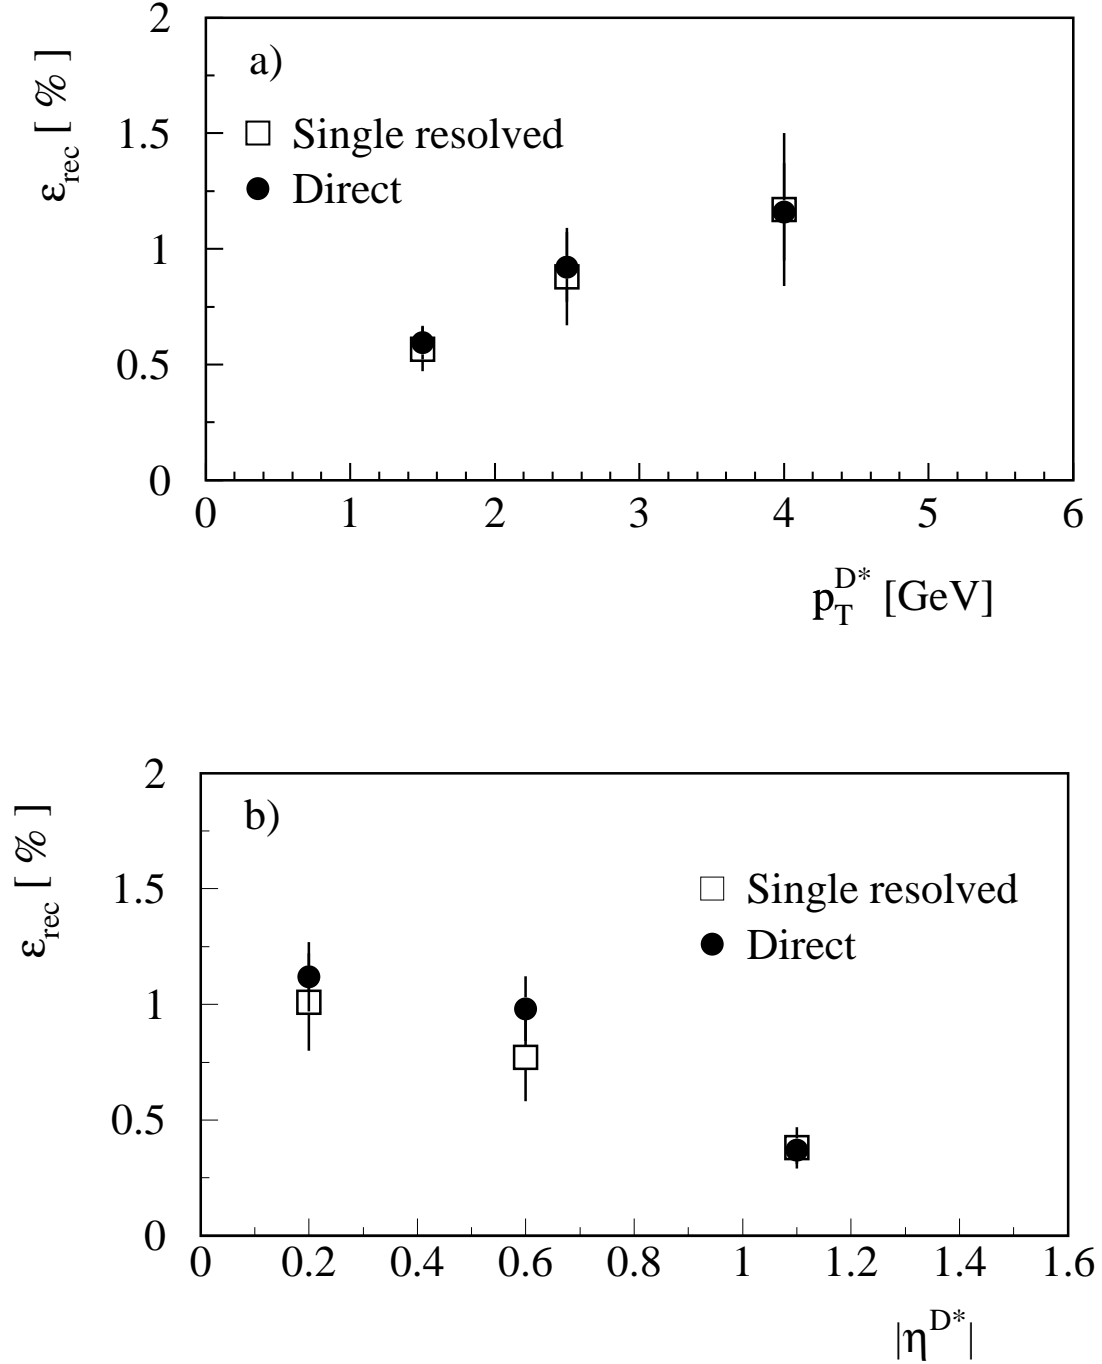 2
a)
ε_rec [ % ]
1.5
Single resolved
Direct
1
0.5
0
0 1 2 3 4 5 6
p_T^D* [GeV]
2
b)
ε_rec [ % ]
1.5
Single resolved
Direct
1
0.5
0
0 0.2 0.4 0.6 0.8 1 1.2 1.4 1.6
|η^D*|